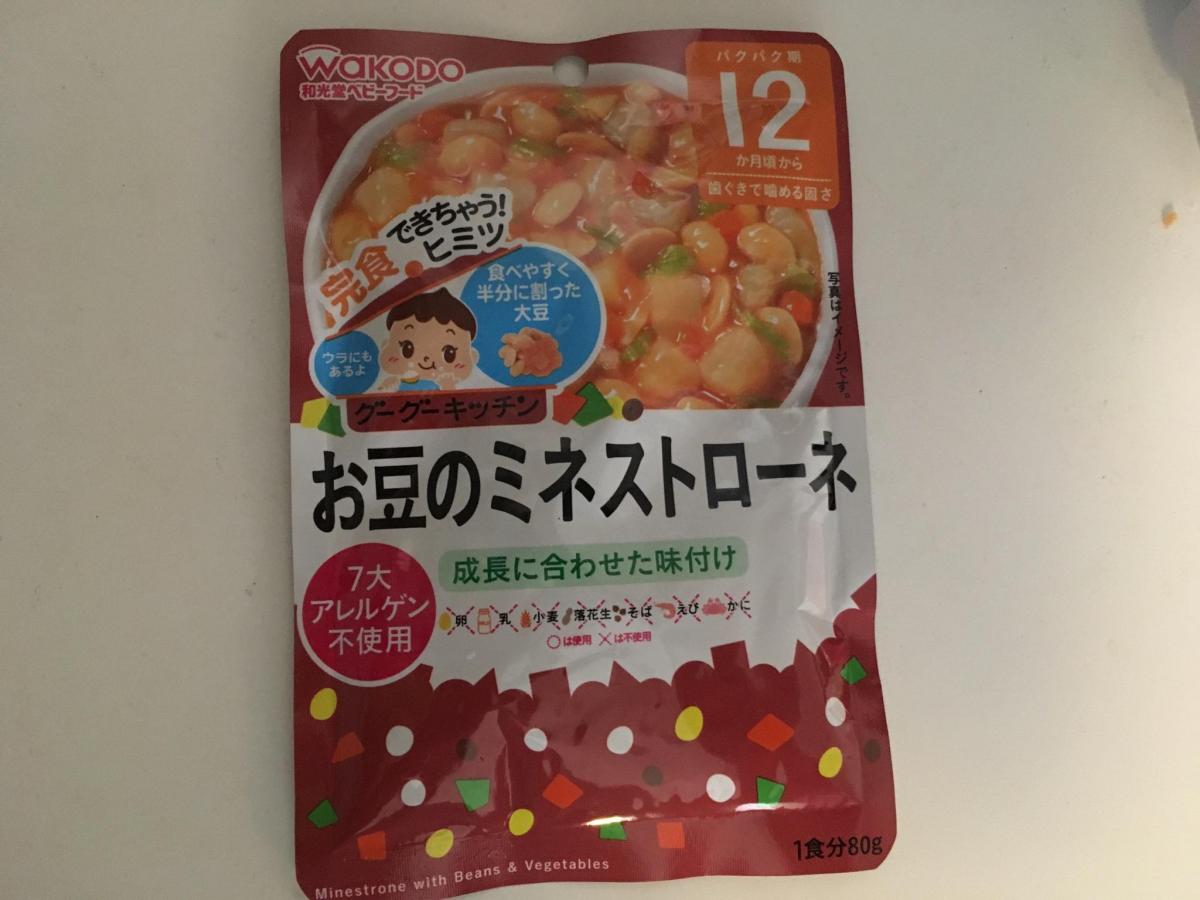 WaKODO
和光堂ベビーフード
パクパク期
12
か月頃から
歯ぐきで噛める固さ
完食できちゃう!
ヒミツ
食べやすく
半分に割った
大豆
ウラにも
あるよ
写真はイメージです。
グーグーキッチン
お豆のミネストローネ
成長に合わせた味付け
7大
アレルゲン
不使用
卵 乳 小麦 落花生 そば えび かに
○は使用 ×は不使用
1食分80g
Minestrone with Beans & Vegetables